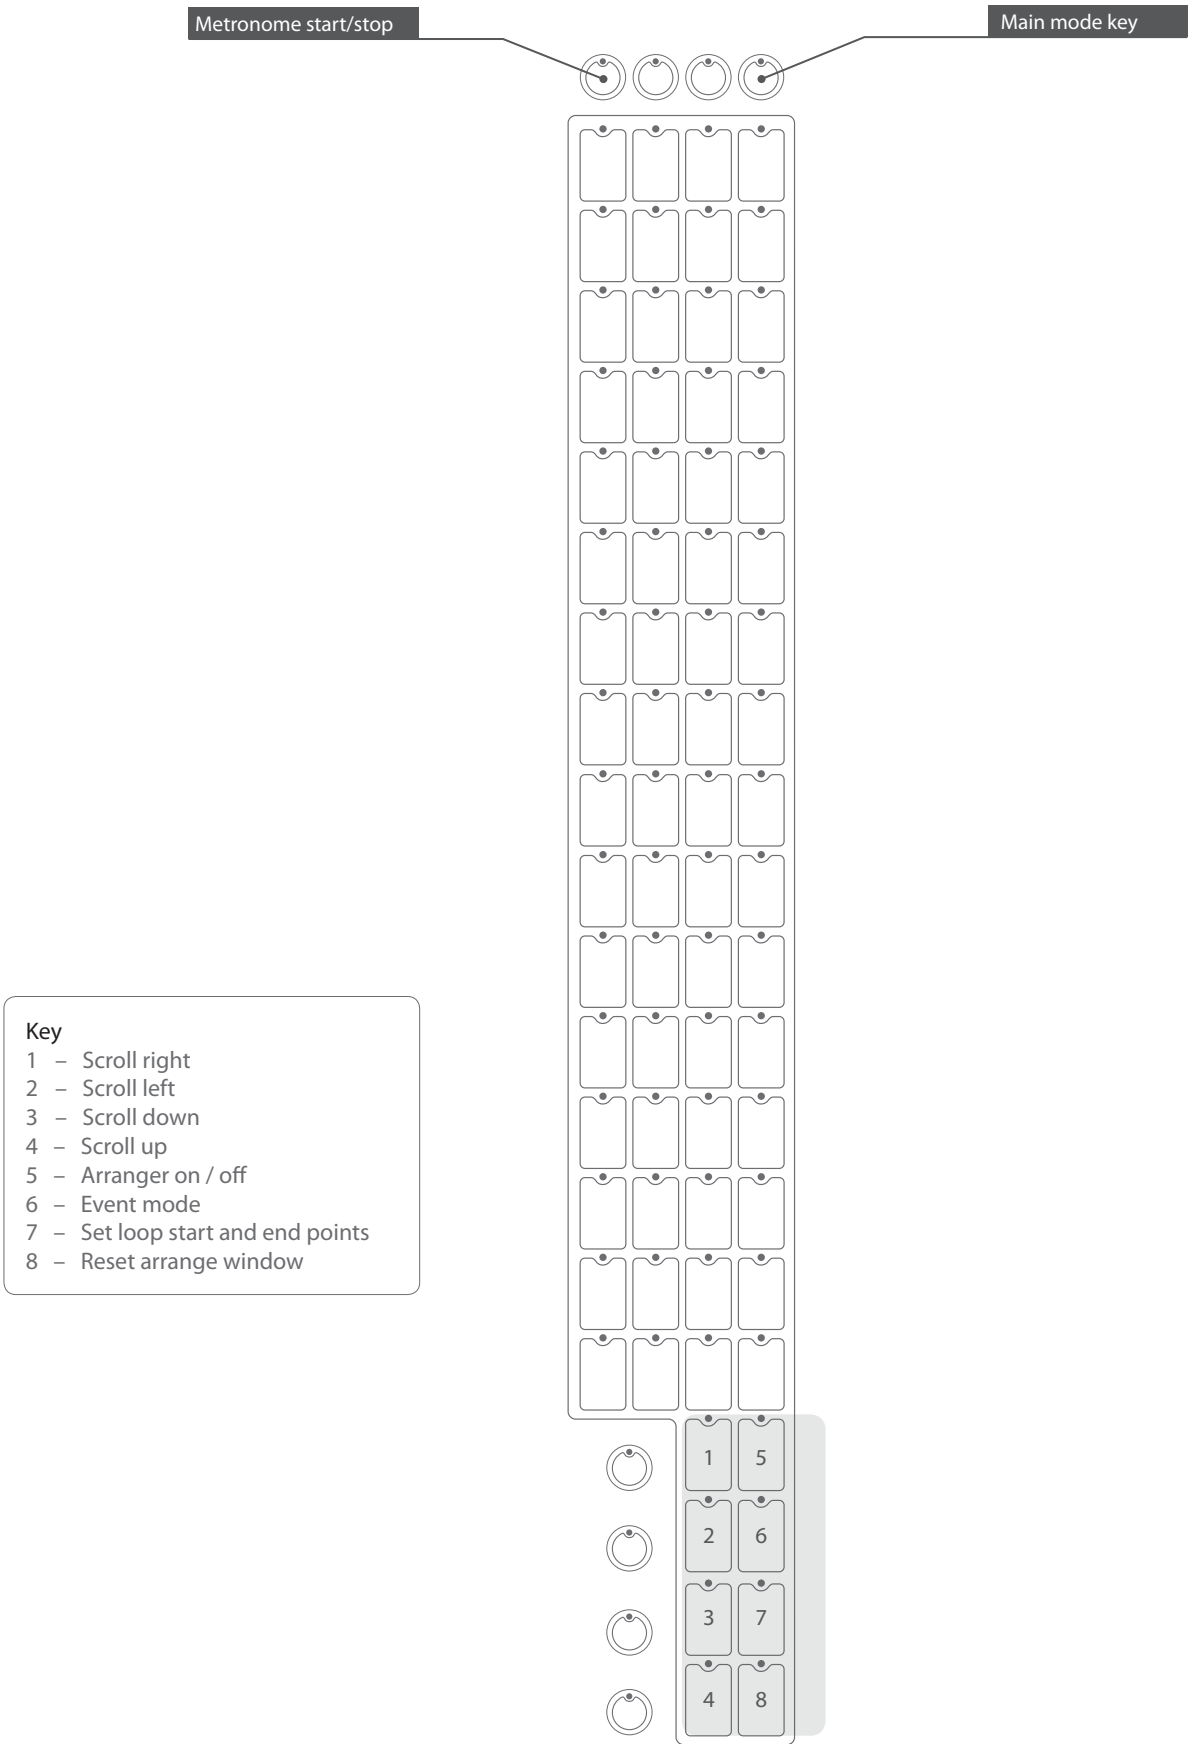 Metronome start/stop
Main mode key
Key
1 – Scroll right
2 – Scroll left
3 – Scroll down
4 – Scroll up
5 – Arranger on / off
6 – Event mode
7 – Set loop start and end points
8 – Reset arrange window
1 5
2 6
3 7
4 8